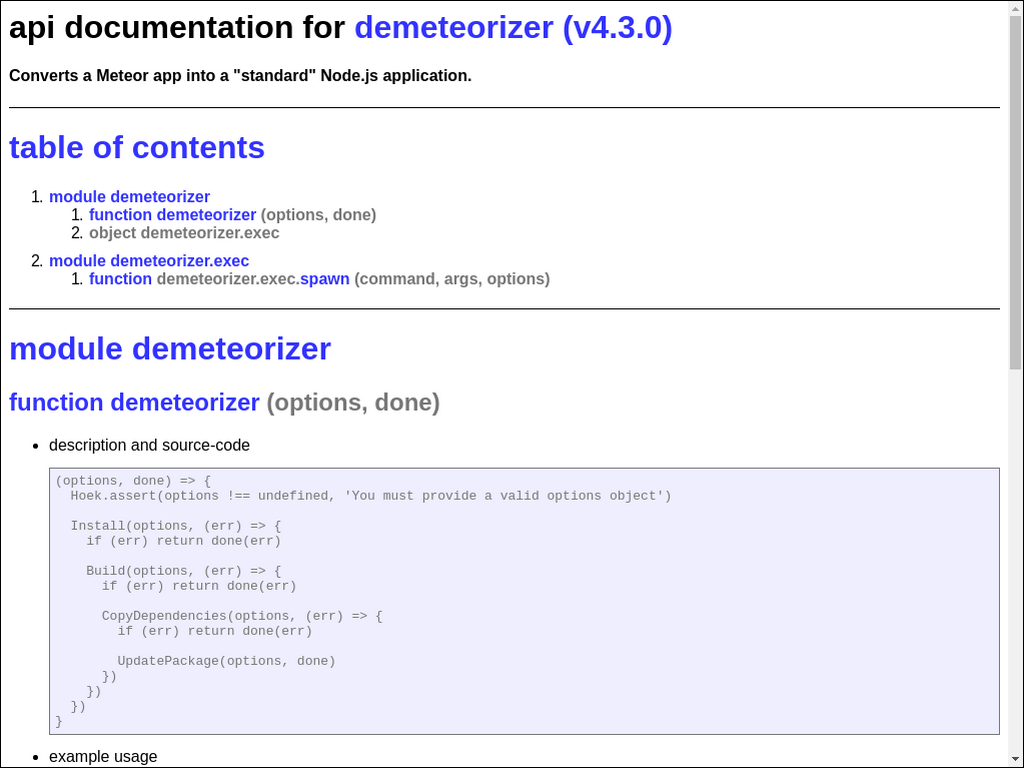 api documentation for demeteorizer (v4.3.0)
Converts a Meteor app into a "standard" Node.js application.
table of contents
1. module demeteorizer
1. function demeteorizer (options, done)
2. object demeteorizer.exec
2. module demeteorizer.exec
1. function demeteorizer.exec.spawn (command, args, options)
module demeteorizer
function demeteorizer (options, done)
• description and source-code
(options, done) => {
  Hoek.assert(options !== undefined, 'You must provide a valid options object')
  Install(options, (err) => {
    if (err) return done(err)
    Build(options, (err) => {
      if (err) return done(err)
      CopyDependencies(options, (err) => {
        if (err) return done(err)
        UpdatePackage(options, done)
      })
    })
  })
}
• example usage